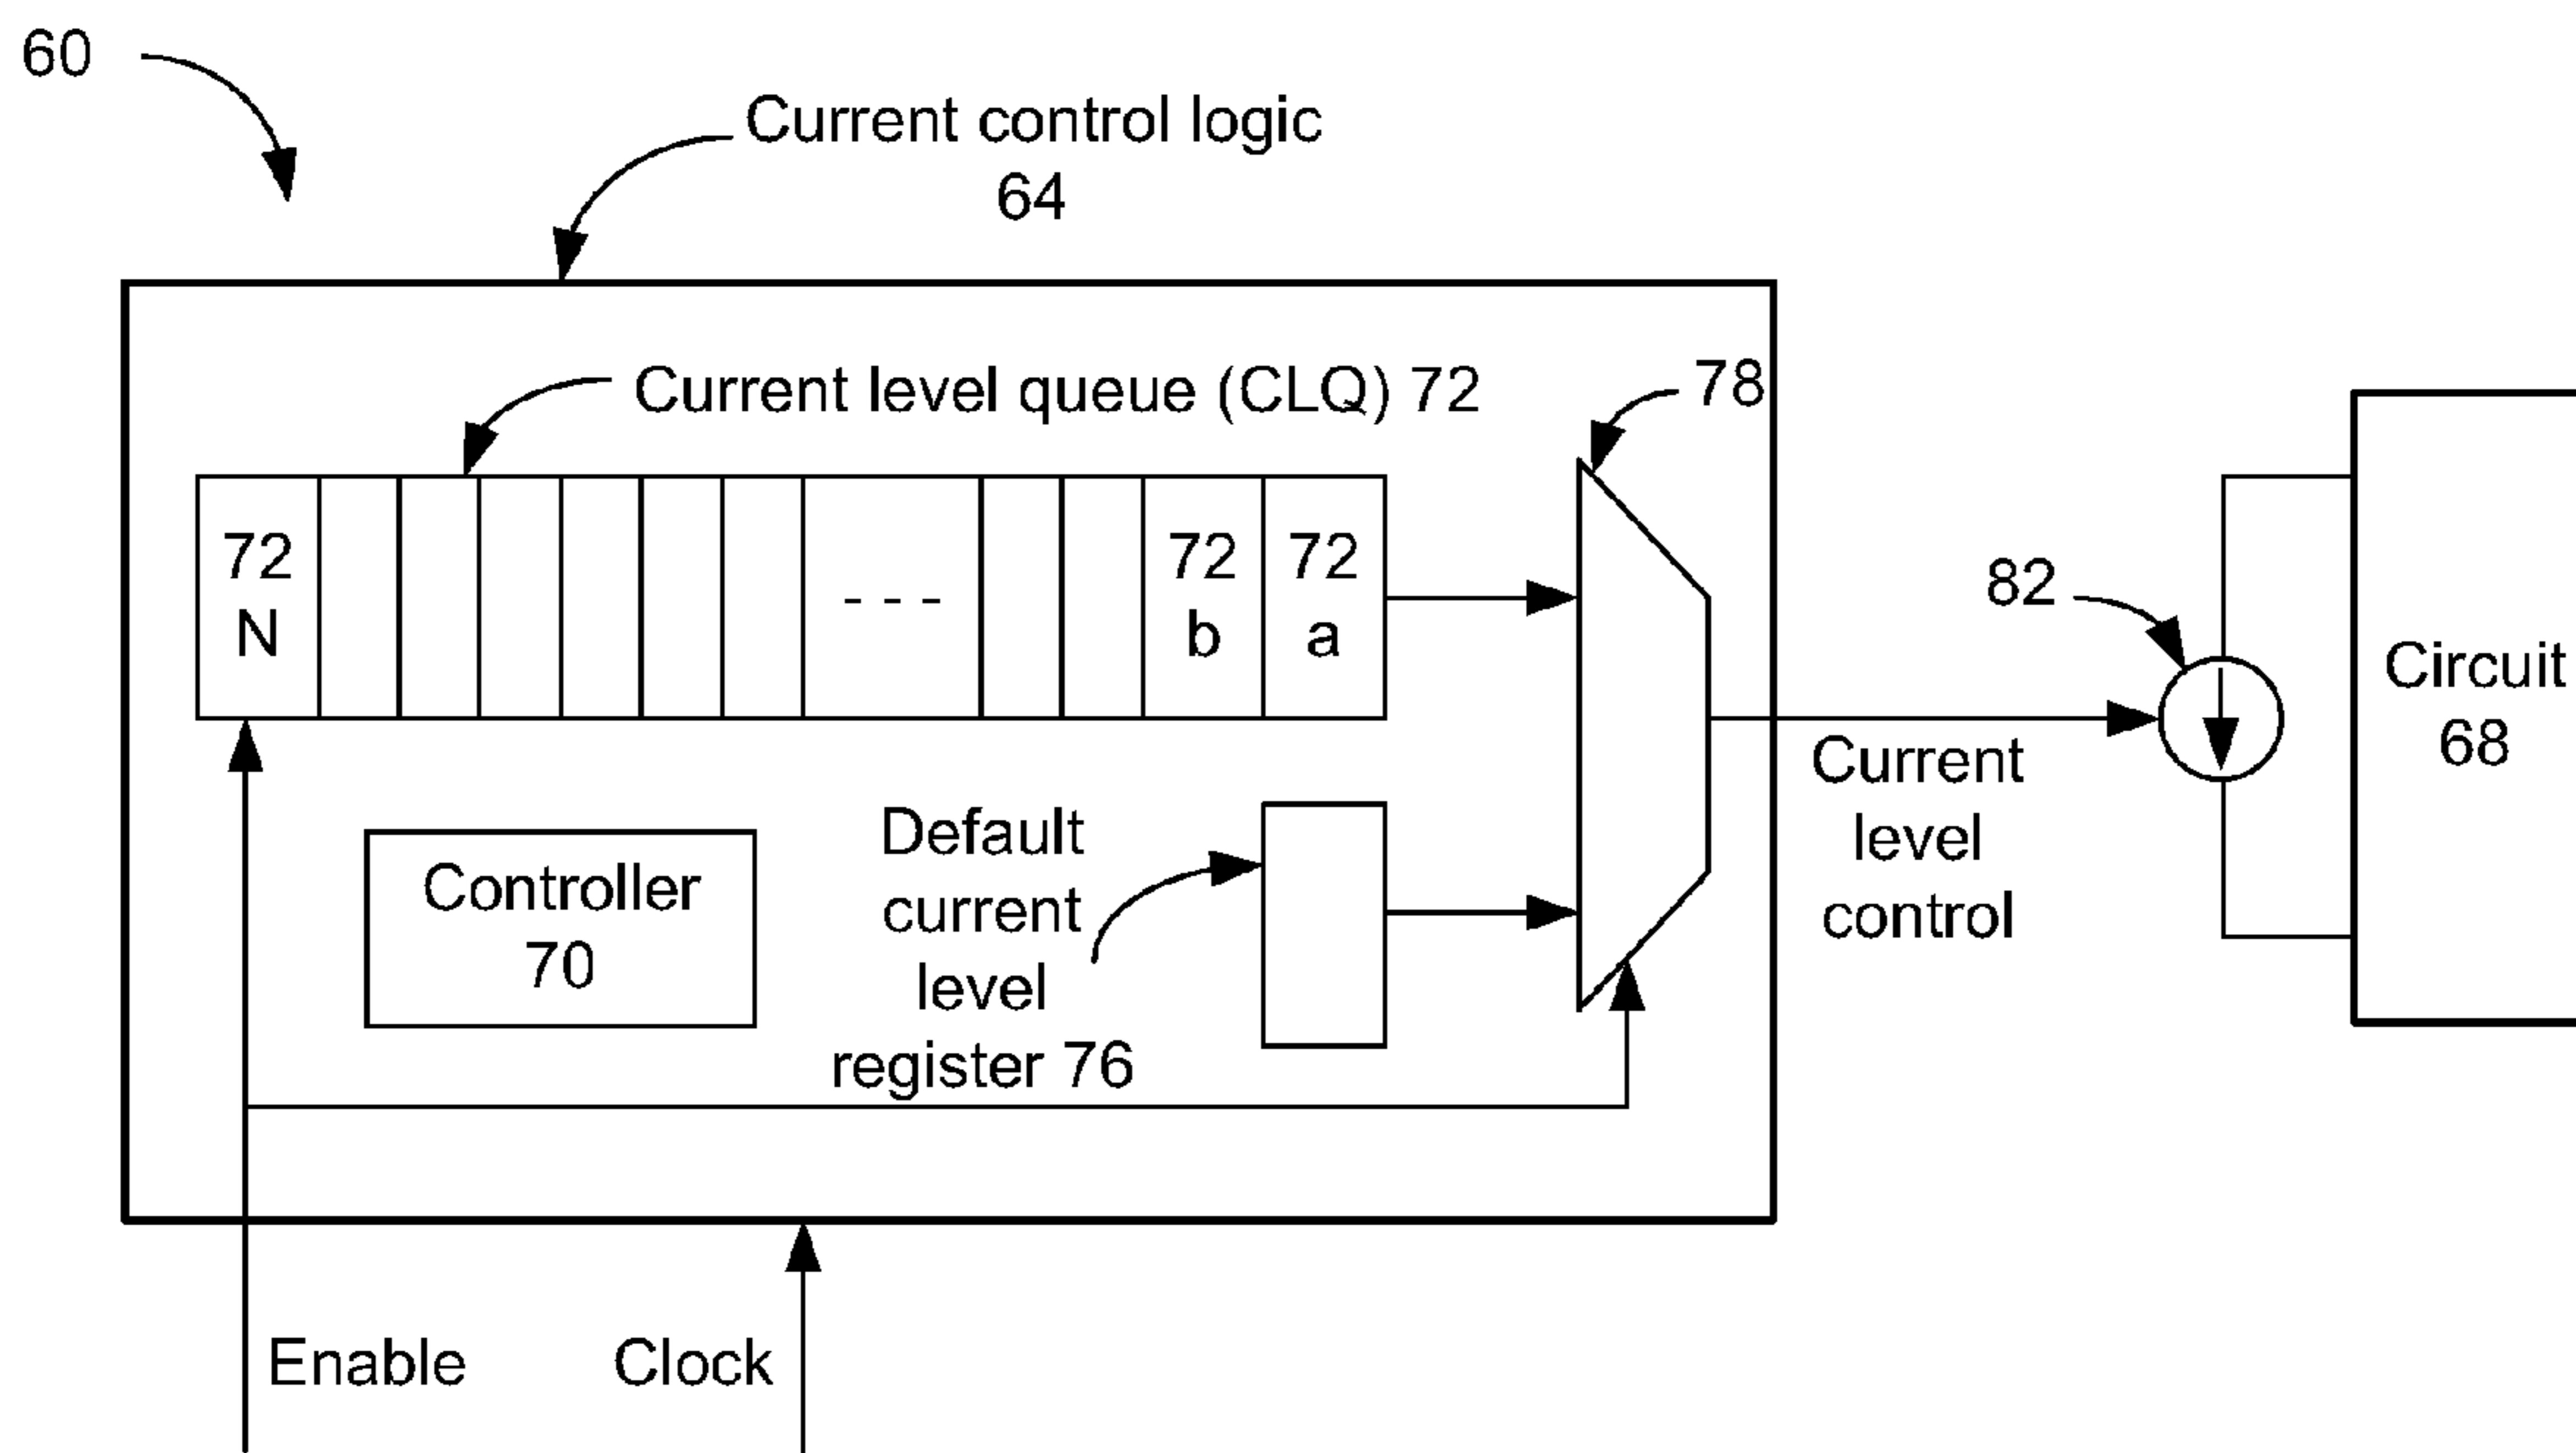 60
Current control logic
64
Current level queue (CLQ) 72
78
72
N
- - -
72
b
72
a
82
Circuit
68
Controller
70
Default
current
level
register 76
Current
level
control
Enable
Clock